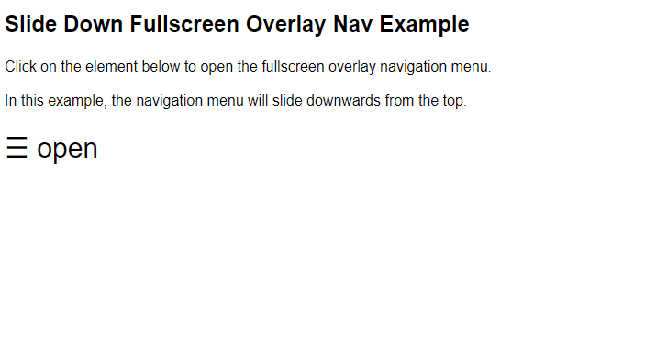 Slide Down Fullscreen Overlay Nav Example
Click on the element below to open the fullscreen overlay navigation menu.
In this example, the navigation menu will slide downwards from the top.
☰ open